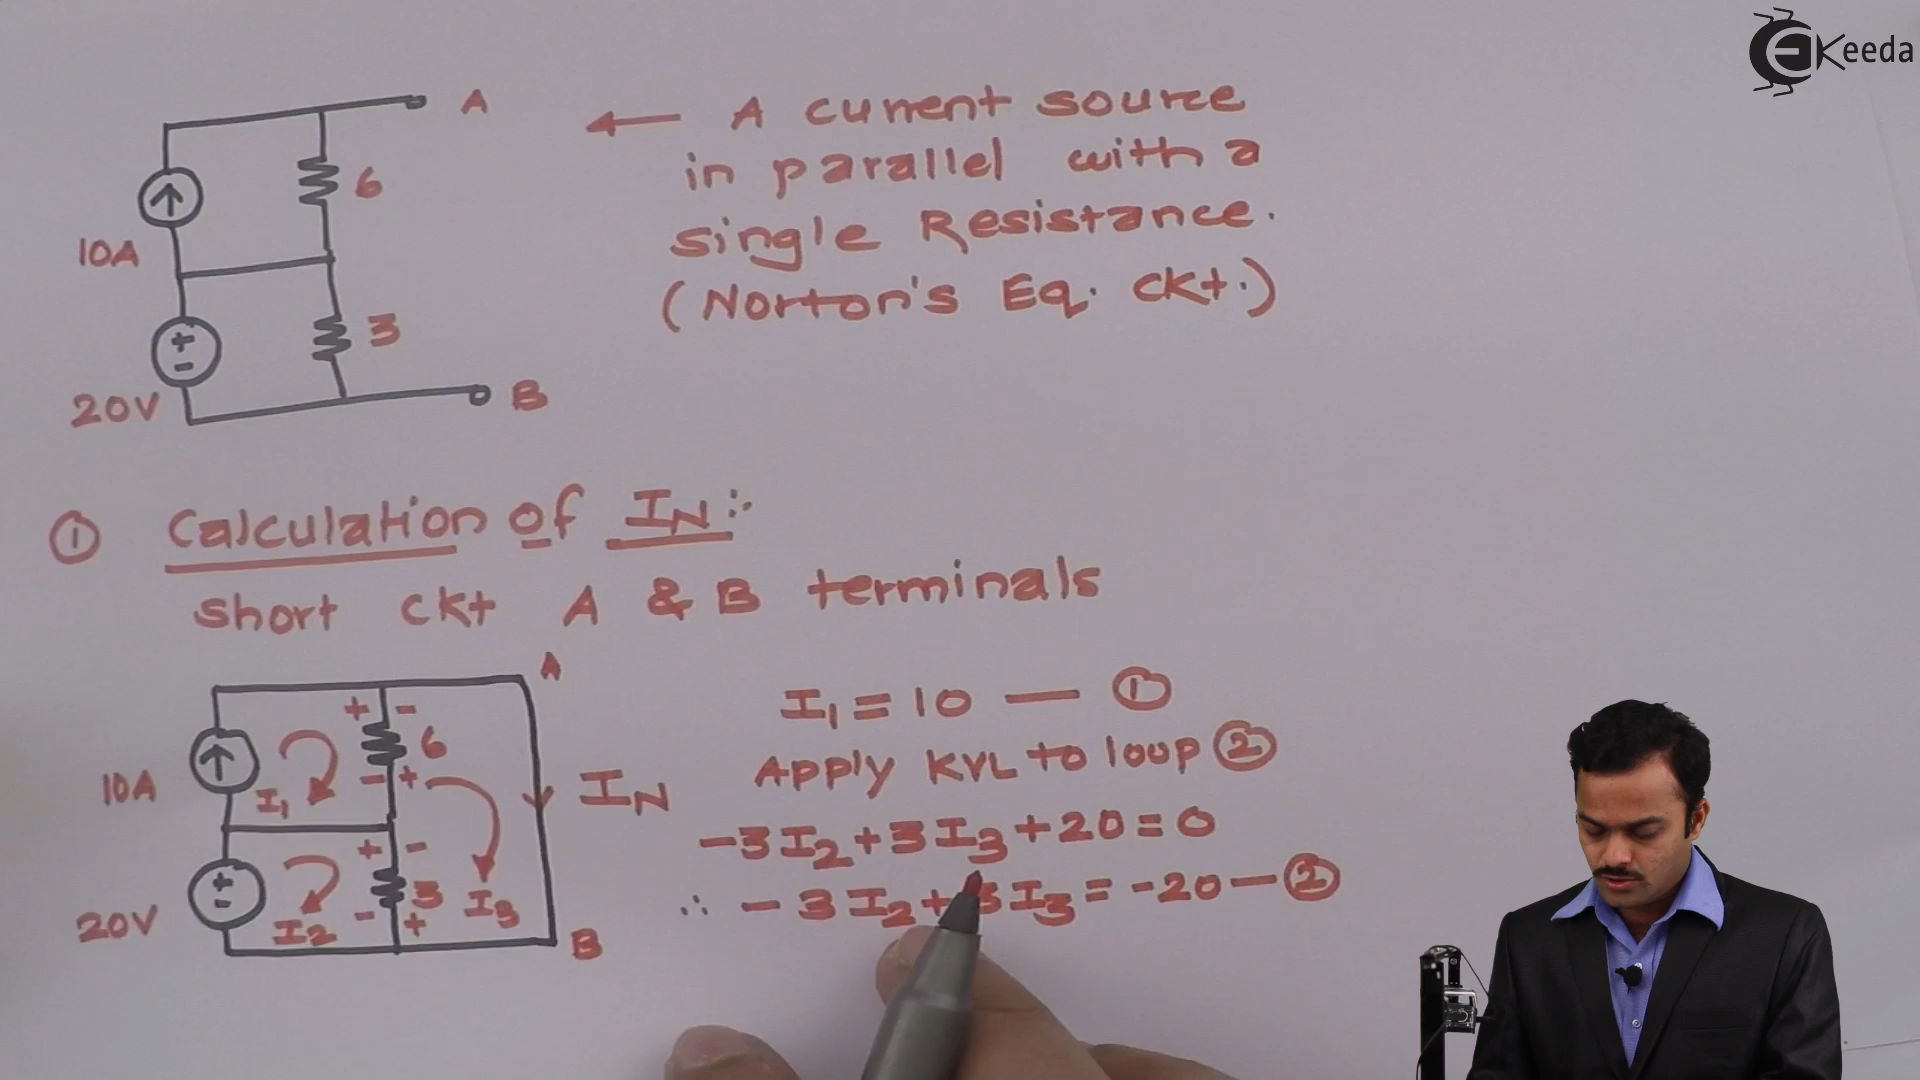 EKeeda
A
6
10A
+
-
3
20V
B
← A current source
in parallel with a
single Resistance.
(Norton's Eq. ckt.)
① Calculation of IN:-
short ckt A & B terminals
A
+ -
6
10A
I1
- +
IN
+ -
+
-
3
I3
20V
I2
- +
B
I1 = 10 — ①
Apply KVL to loop ②
-3I2+3I3+20=0
∴ -3I2+3I3=-20—②